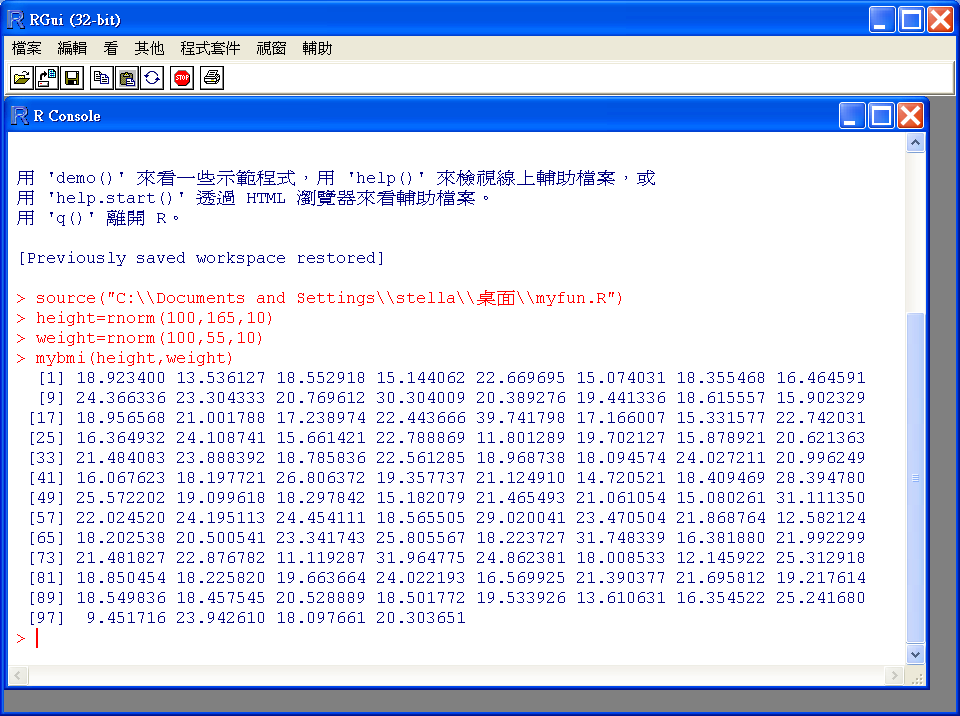 RGui (32-bit)
檔案 編輯 看 其他 程式套件 視窗 輔助
STOP
R Console
用 'demo()' 來看一些示範程式，用 'help()' 來檢視線上輔助檔案，或
用 'help.start()' 透過 HTML 瀏覽器來看輔助檔案。
用 'q()' 離開 R。
[Previously saved workspace restored]
> source("C:\\Documents and Settings\\stella\\桌面\\myfun.R")
> height=rnorm(100,165,10)
> weight=rnorm(100,55,10)
> mybmi(height,weight)
[1] 18.923400 13.536127 18.552918 15.144062 22.669695 15.074031 18.355468 16.464591
[9] 24.366336 23.304333 20.769612 30.304009 20.389276 19.441336 18.615557 15.902329
[17] 18.956568 21.001788 17.238974 22.443666 39.741798 17.166007 15.331577 22.742031
[25] 16.364932 24.108741 15.661421 22.788869 11.801289 19.702127 15.878921 20.621363
[33] 21.484083 23.888392 18.785836 22.561285 18.968738 18.094574 24.027211 20.996249
[41] 16.067623 18.197721 26.806372 19.357737 21.124910 14.720521 18.409469 28.394780
[49] 25.572202 19.099618 18.297842 15.182079 21.465493 21.061054 15.080261 31.111350
[57] 22.024520 24.195113 24.454111 18.565505 29.020041 23.470504 21.868764 12.582124
[65] 18.202538 20.500541 23.341743 25.805567 18.223727 31.748339 16.381880 21.992299
[73] 21.481827 22.876782 11.119287 31.964775 24.862381 18.008533 12.145922 25.312918
[81] 18.850454 18.225820 19.663664 24.022193 16.569925 21.390377 21.695812 19.217614
[89] 18.549836 18.457545 20.528889 18.501772 19.533926 13.610631 16.354522 25.241680
[97] 9.451716 23.942610 18.097661 20.303651
>